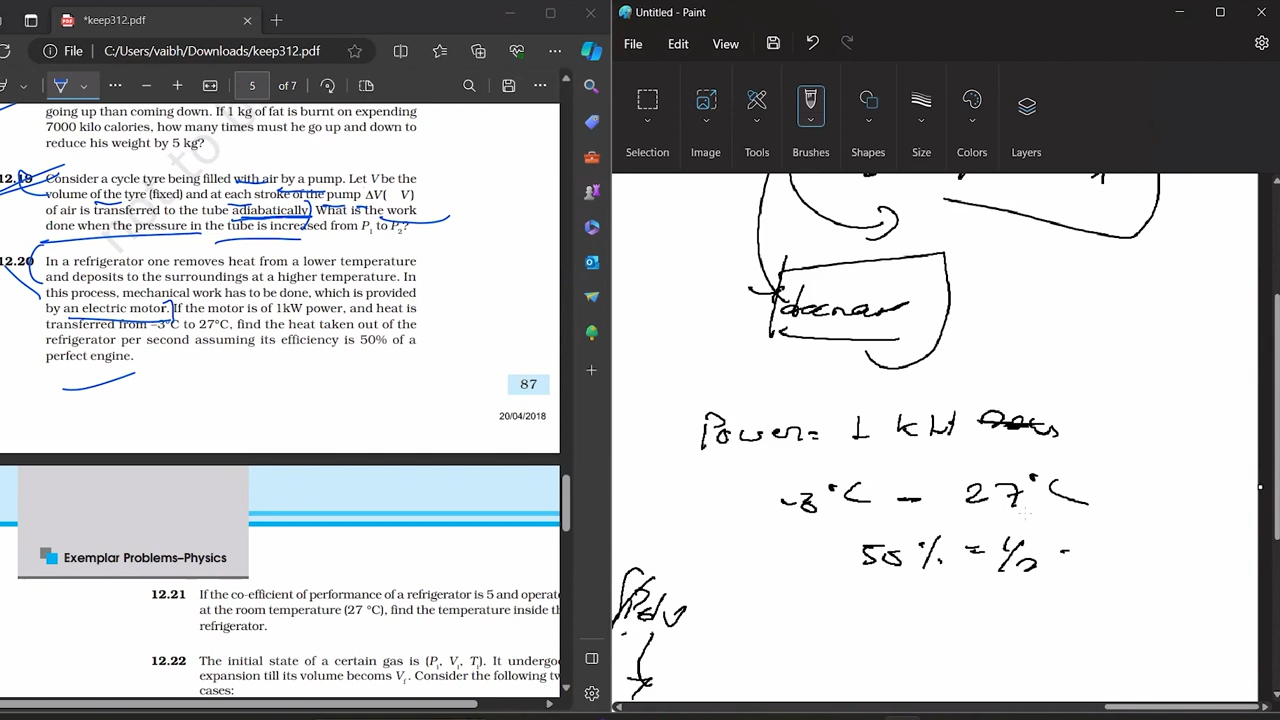 *keep312.pdf
Untitled - Paint
File C:/Users/vaibh/Downloads/keep312.pdf
File Edit View
5 of 7
Selection Image Tools Brushes Shapes Size Colors Layers
going up than coming down. If 1 kg of fat is burnt on expending
7000 kilo calories, how many times must he go up and down to
reduce his weight by 5 kg?
12.19 Consider a cycle tyre being filled with air by a pump. Let V be the
volume of the tyre (fixed) and at each stroke of the pump ΔV( V)
of air is transferred to the tube adiabatically. What is the work
done when the pressure in the tube is increased from P1 to P2?
12.20 In a refrigerator one removes heat from a lower temperature
and deposits to the surroundings at a higher temperature. In
this process, mechanical work has to be done, which is provided
by an electric motor. If the motor is of 1kW power, and heat is
transferred from –3°C to 27°C, find the heat taken out of the
refrigerator per second assuming its efficiency is 50% of a
perfect engine.
87
20/04/2018
Exemplar Problems–Physics
12.21 If the co-efficient of performance of a refrigerator is 5 and operat
at the room temperature (27 °C), find the temperature inside th
refrigerator.
12.22 The initial state of a certain gas is (Pi, Vi, Ti). It undergo
expansion till its volume becoms Vf. Consider the following tw
cases:
Power = 1 kW
-3°C - 27°C
50% = 1/2 =
PdV